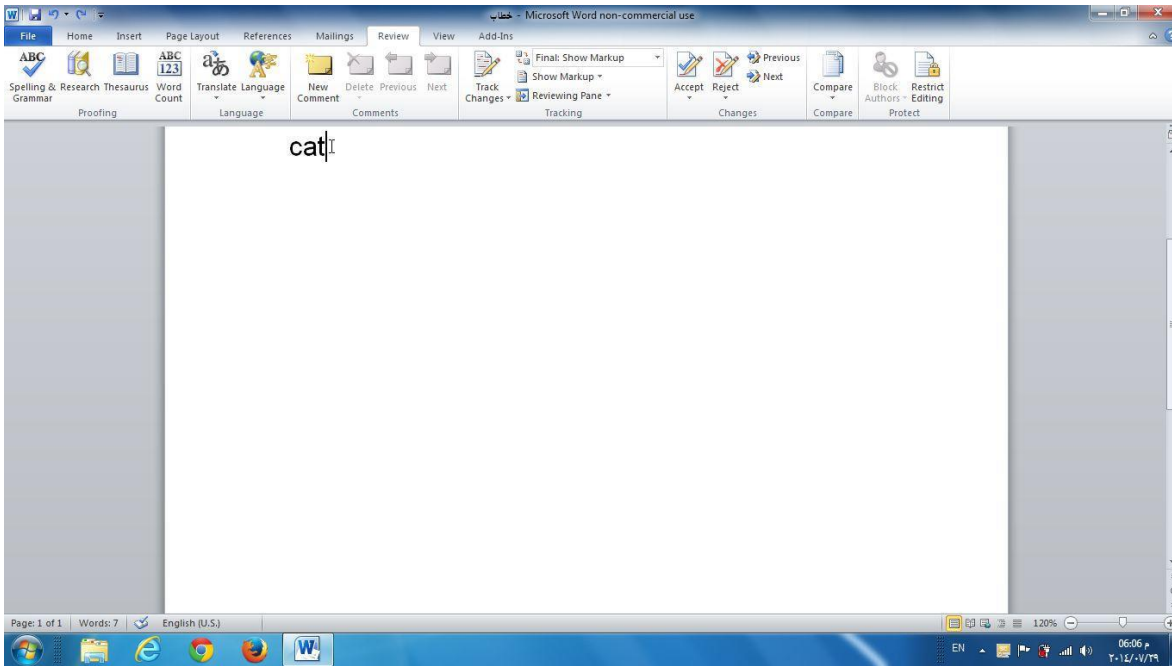 خطاب - Microsoft Word non-commercial use
File Home Insert Page Layout References Mailings Review View Add-Ins
ABC
ABC
123
Spelling & Grammar
Research
Thesaurus
Word Count
Translate
Language
New Comment
Delete
Previous
Next
Track Changes
Final: Show Markup
Show Markup
Reviewing Pane
Accept
Reject
Previous
Next
Compare
Block Authors
Restrict Editing
Proofing Language Comments Tracking Changes Compare Protect
cat
Page: 1 of 1 Words: 7 English (U.S.) 120%
EN 06:06 م
٢٠١٤/٠٧/٢٩